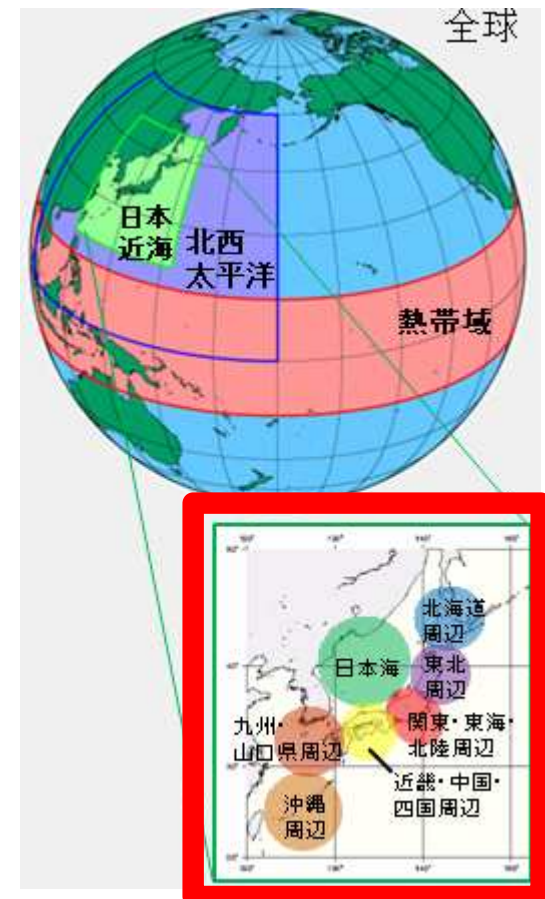 全球
日本
近海
北西
太平洋
熱帯域
北海道
周辺
日本海
東北
周辺
九州・
山口県周辺
関東・東海・
北陸周辺
近畿・中国・
四国周辺
沖縄
周辺